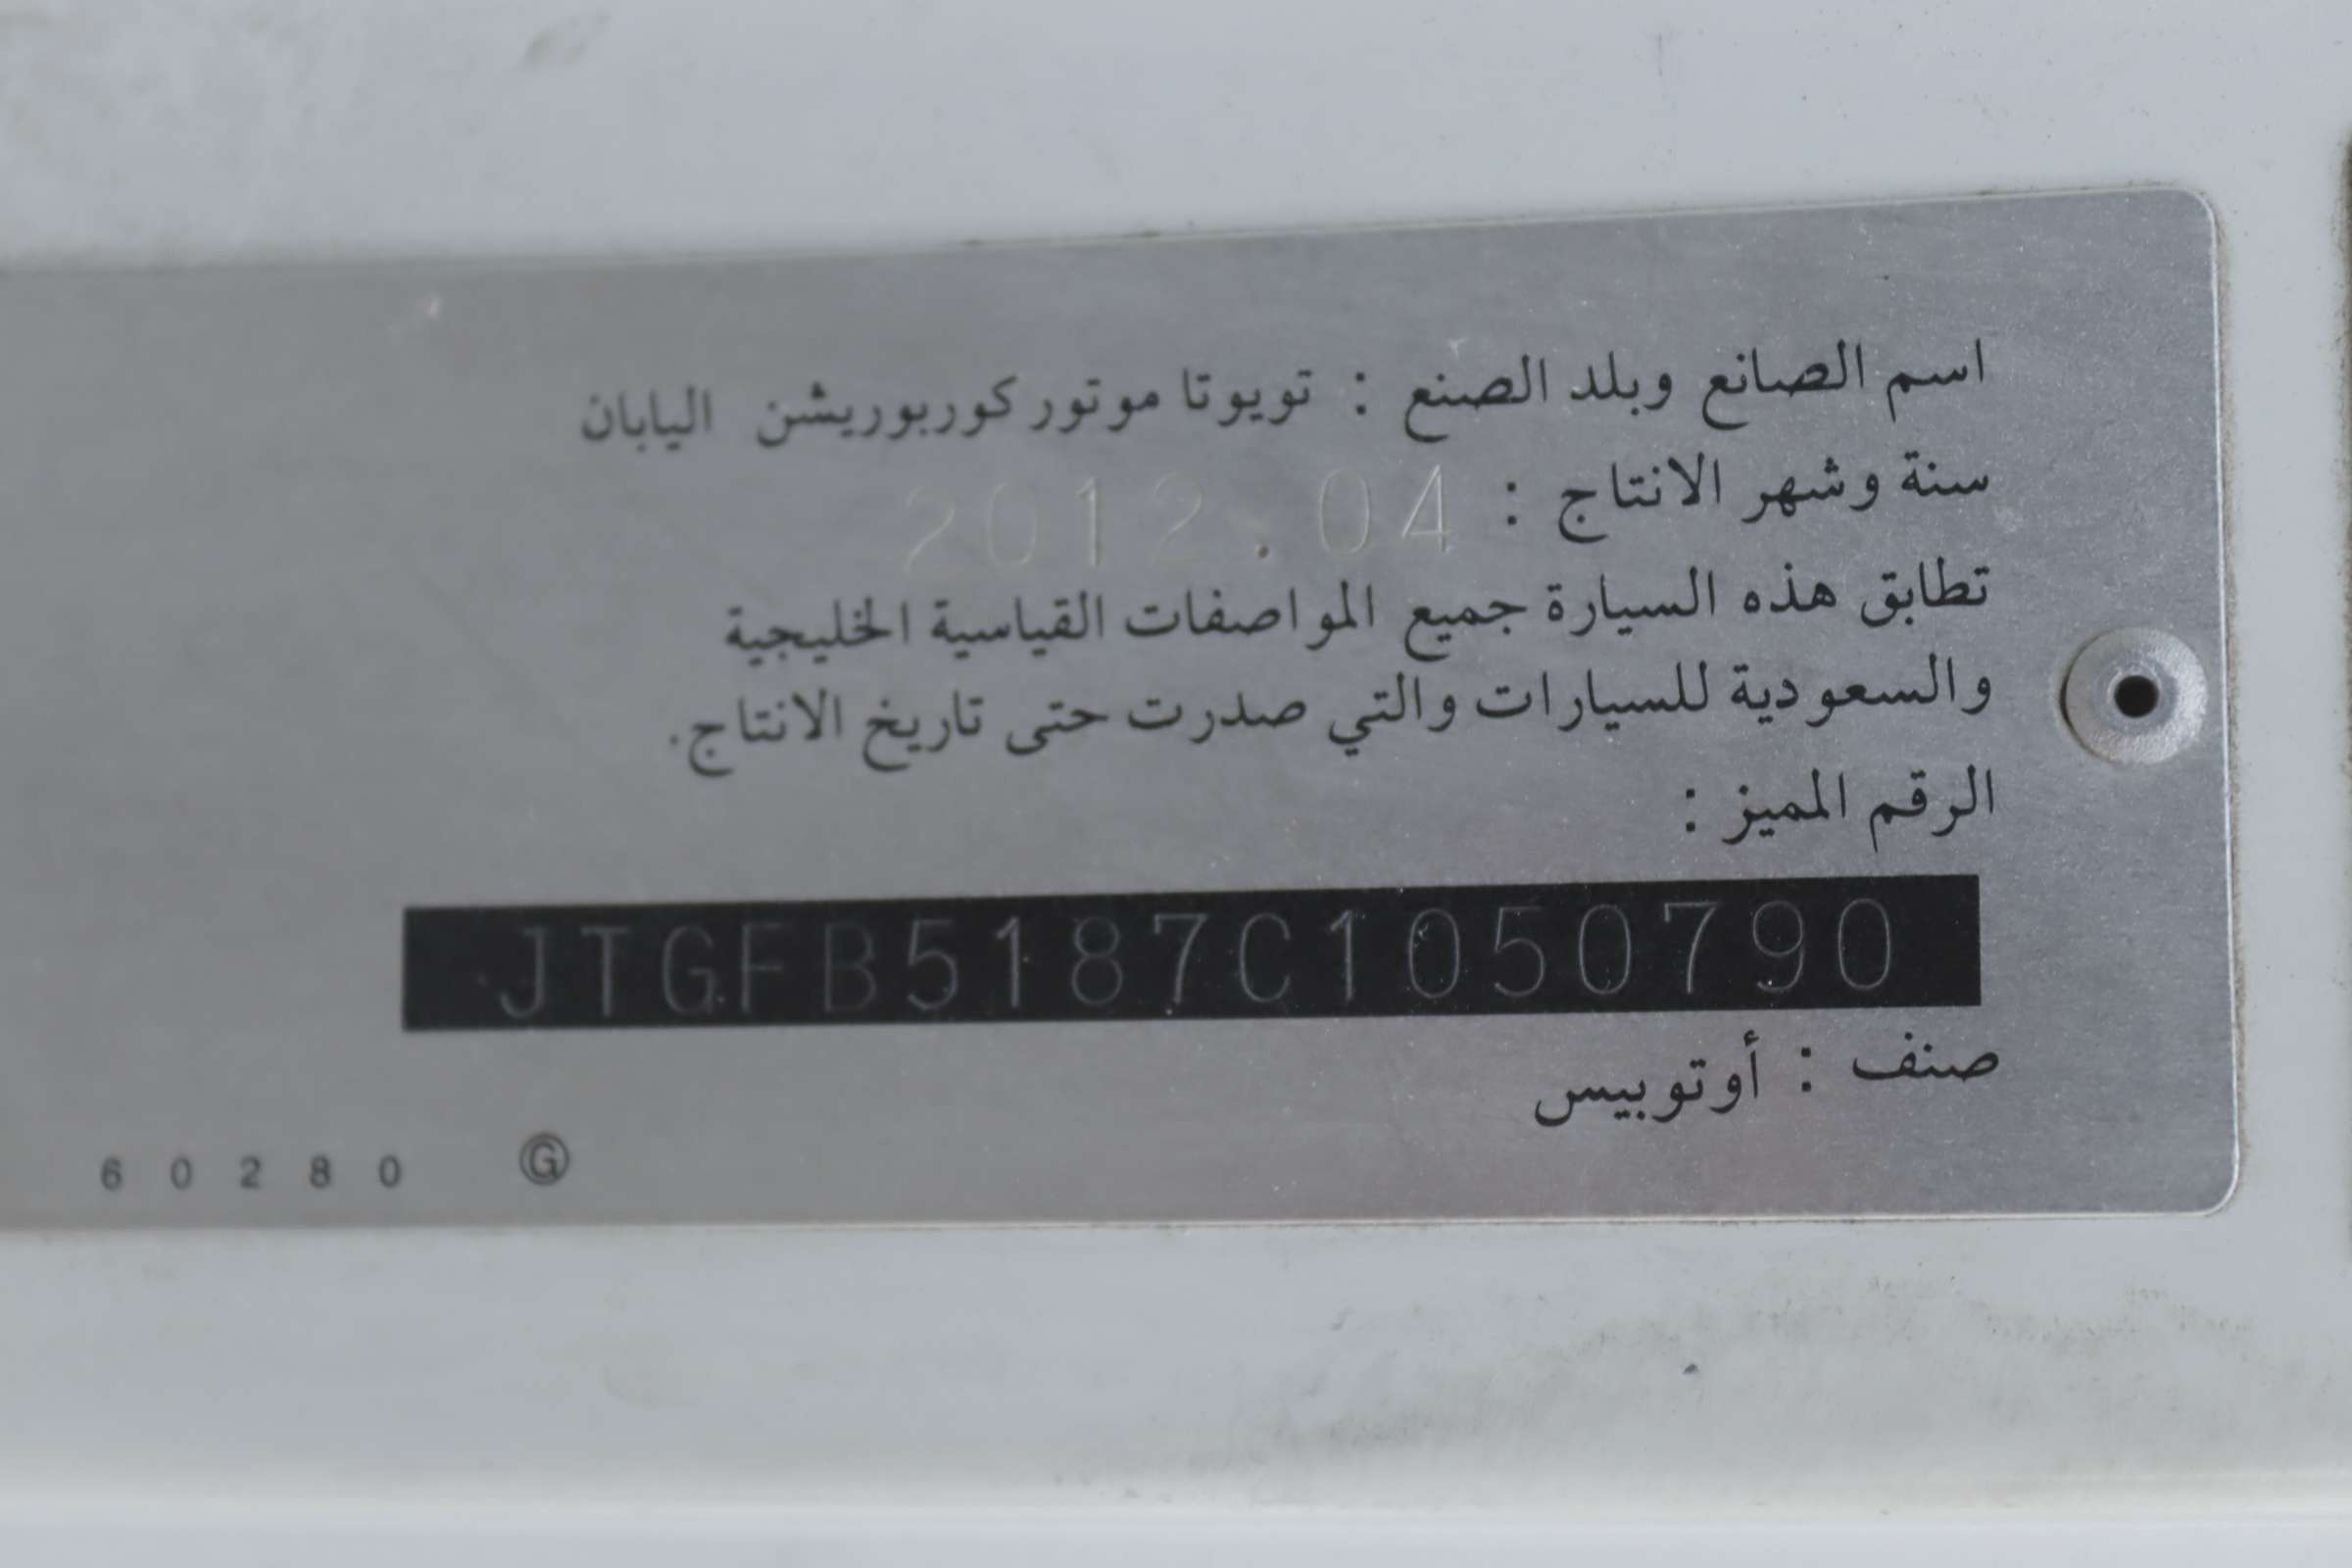 اسم الصانع وبلد الصنع : تويوتا موتور كوربوريشن اليابان
سنة وشهر الانتاج : 2012.04
تطابق هذه السيارة جميع المواصفات القياسية الخليجية
والسعودية للسيارات والتي صدرت حتى تاريخ الانتاج.
الرقم المميز :
JTGFB5187C1050790
صنف : أوتوبيس
60280 Ⓖ